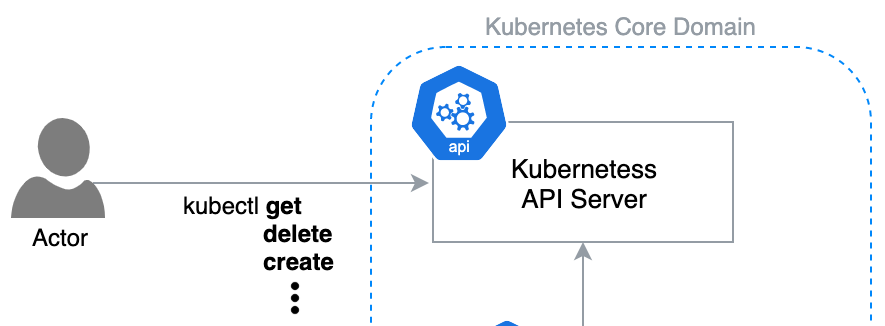 Kubernetes Core Domain
api
Kubernetess
API Server
kubectl get
delete
create
Actor